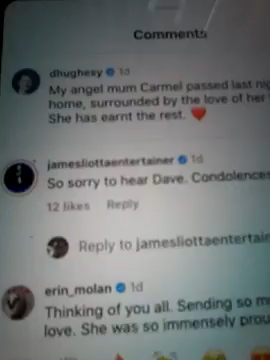 Comments
dhughesy 1d
My angel mum Carmel passed last
home, surrounded by the love of her
She has earnt the rest. ❤️
jamesliottaentertainer 1d
So sorry to hear Dave. Condolences
12 likes Reply
Reply to jamesliottaentertain
erin_molan 1d
Thinking of you all. Sending so
love. She was so immensely